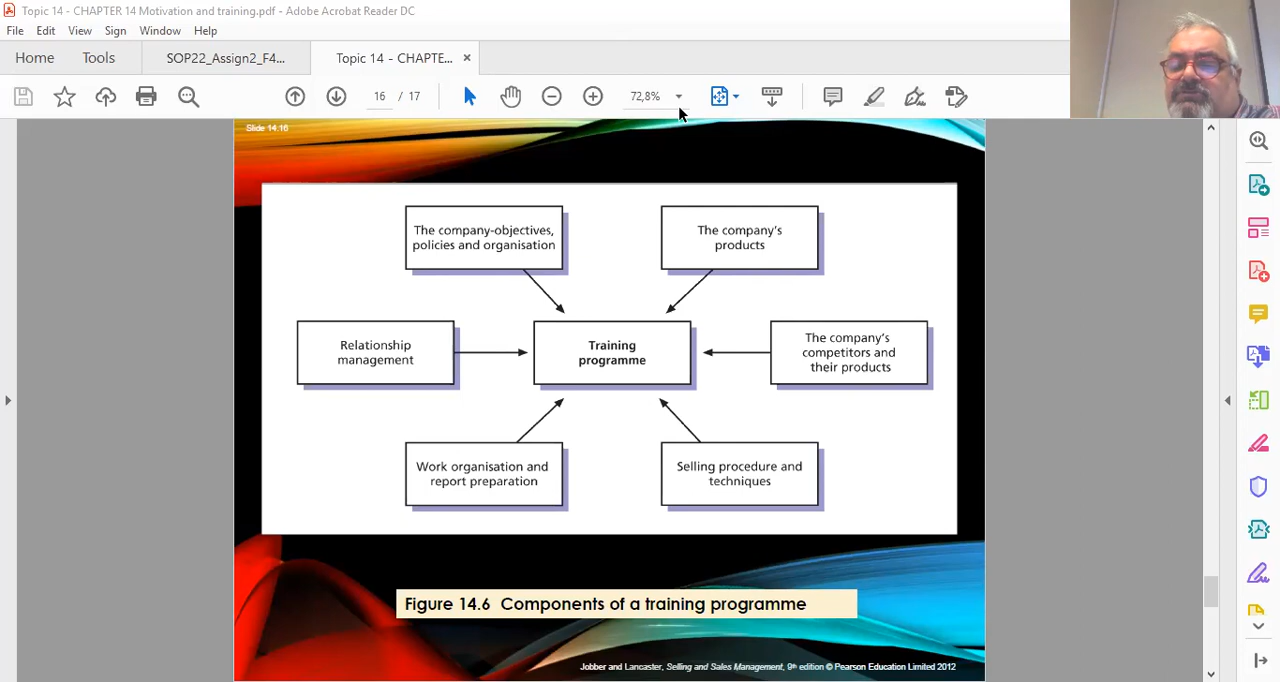 Topic 14 - CHAPTER 14 Motivation and training.pdf - Adobe Acrobat Reader DC
File Edit View Sign Window Help
Home Tools SOP22_Assign2_F4... Topic 14 - CHAPTE... ×
16 / 17 72,8%
Slide 14.16
The company-objectives,
policies and organisation
The company's
products
Relationship
management
Training
programme
The company's
competitors and
their products
Work organisation and
report preparation
Selling procedure and
techniques
Figure 14.6 Components of a training programme
Jobber and Lancaster, Selling and Sales Management, 9th edition © Pearson Education Limited 2012